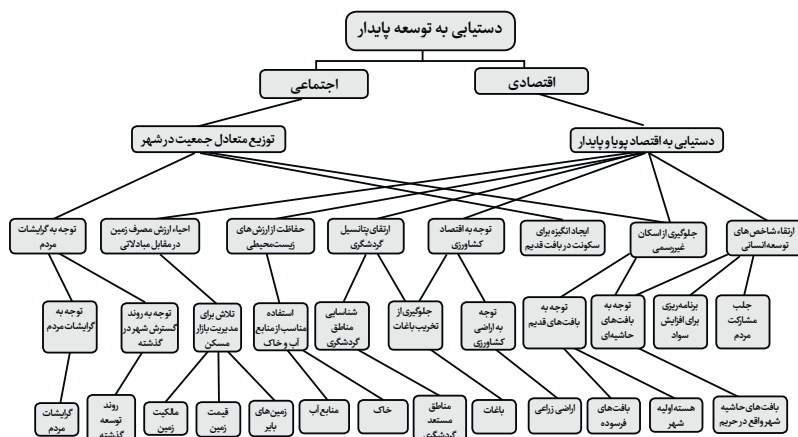 دستیابی به توسعه پایدار
اقتصادی
اجتماعی
دستیابی به اقتصاد پویا و پایدار
توزیع متعادل جمعیت در شهر
ارتقاء شاخص‌های
توسعه انسانی
جلوگیری از اسکان
غیررسمی
ایجاد انگیزه برای
سکونت در بافت قدیم
توجه به اقتصاد
کشاورزی
ارتقای پتانسیل
گردشگری
حفاظت از ارزش‌های
زیست‌محیطی
احیاء ارزش مصرف زمین
در مقابل مبادلاتی
توجه به گرایشات
مردم
جلب
مشارکت
مردم
برنامه‌ریزی
برای افزایش
سواد
توجه به
بافت‌های
حاشیه‌ای
توجه به
بافت‌های قدیم
توجه
به اراضی
کشاورزی
جلوگیری از
تخریب باغات
شناسایی
مناطق
گردشگری
استفاده
مناسب از منابع
آب و خاک
تلاش برای
مدیریت بازار
مسکن
توجه به روند
گسترش شهر در
گذشته
توجه به
گرایشات مردم
بافت‌های حاشیه
شهر واقع در حریم
هسته اولیه
شهر
بافت‌های
فرسوده
اراضی زراعی
باغات
مناطق
مستعد
گردشگری
خاک
منابع آب
زمین‌های
بایر
قیمت
زمین
مالکیت
زمین
روند
توسعه
گذشته
گرایشات
مردم